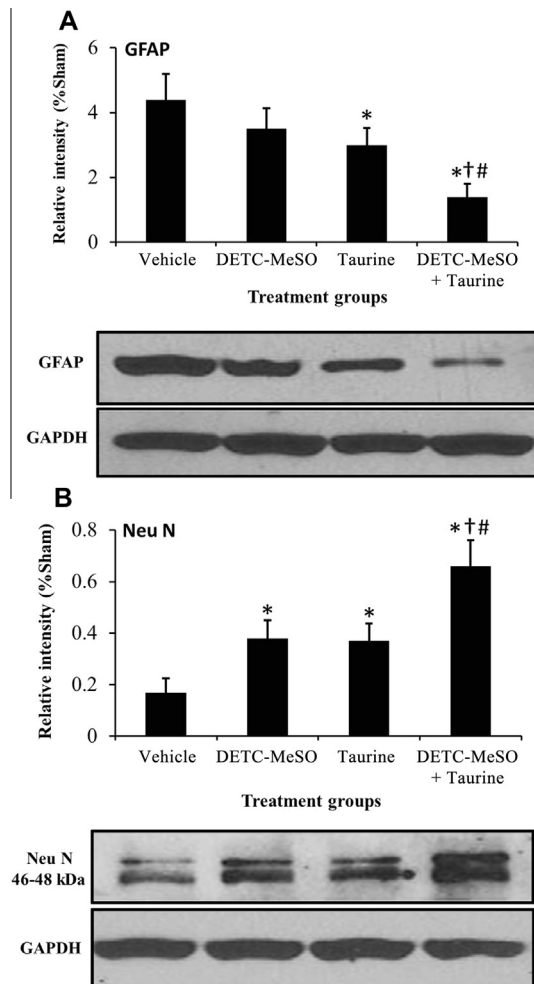 A
GFAP
Relative intensity (%Sham)
6
4
2
0
*
*†#
Vehicle
DETC-MeSO
Taurine
DETC-MeSO
+ Taurine
Treatment groups
GFAP
GAPDH
B
Neu N
Relative intensity (%Sham)
0.8
0.6
0.4
0.2
0
*
*
*†#
Vehicle
DETC-MeSO
Taurine
DETC-MeSO
+ Taurine
Treatment groups
Neu N
46-48 kDa
GAPDH